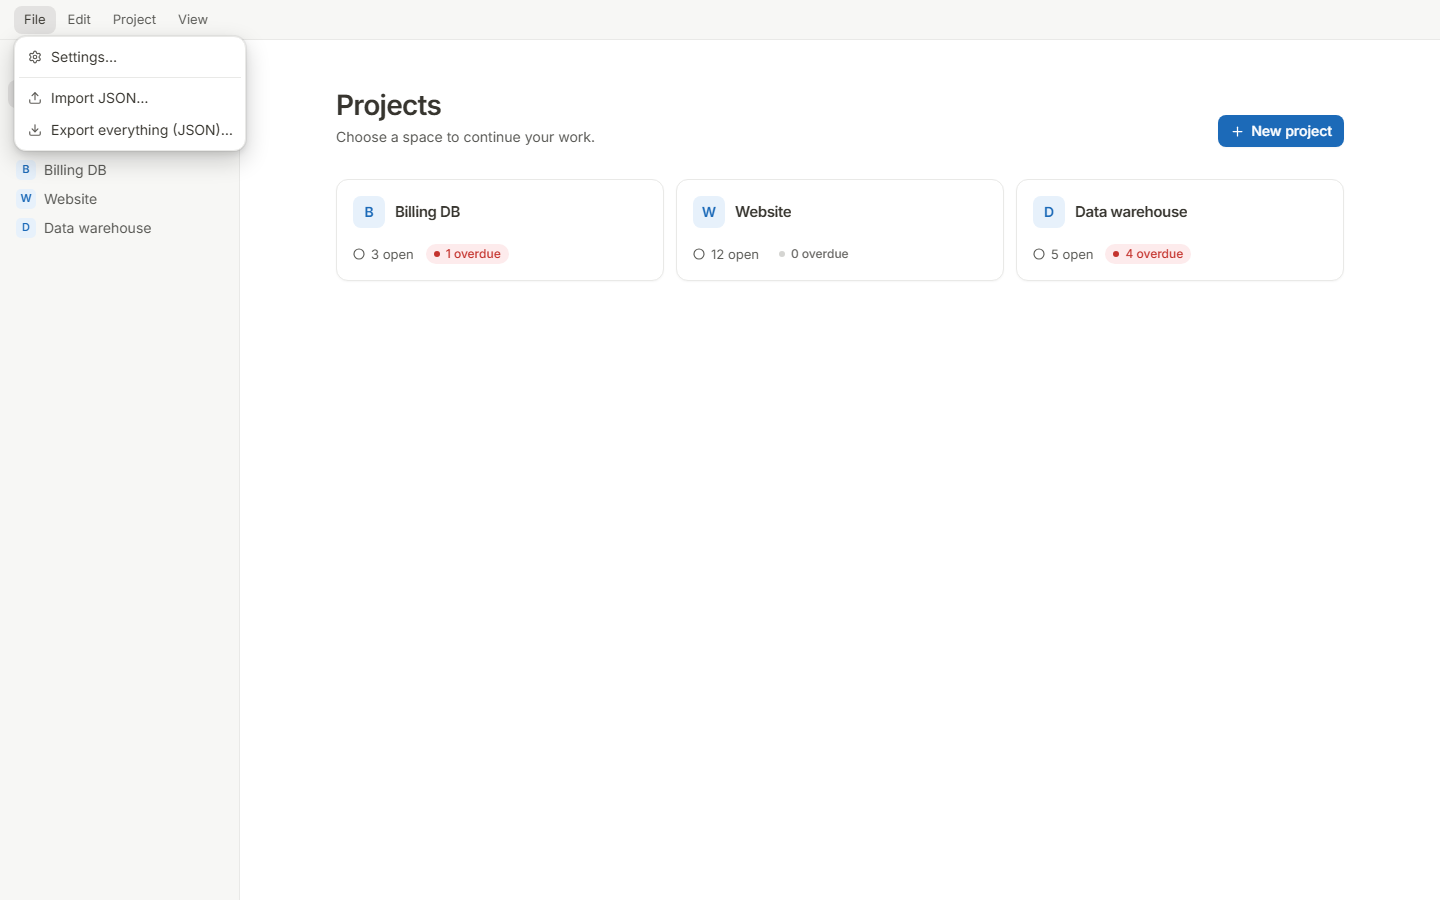 File Edit Project View
Settings...
Import JSON...
Export everything (JSON)...
B Billing DB
W Website
D Data warehouse
Projects
Choose a space to continue your work.
+ New project
B Billing DB
3 open 1 overdue
W Website
12 open 0 overdue
D Data warehouse
5 open 4 overdue